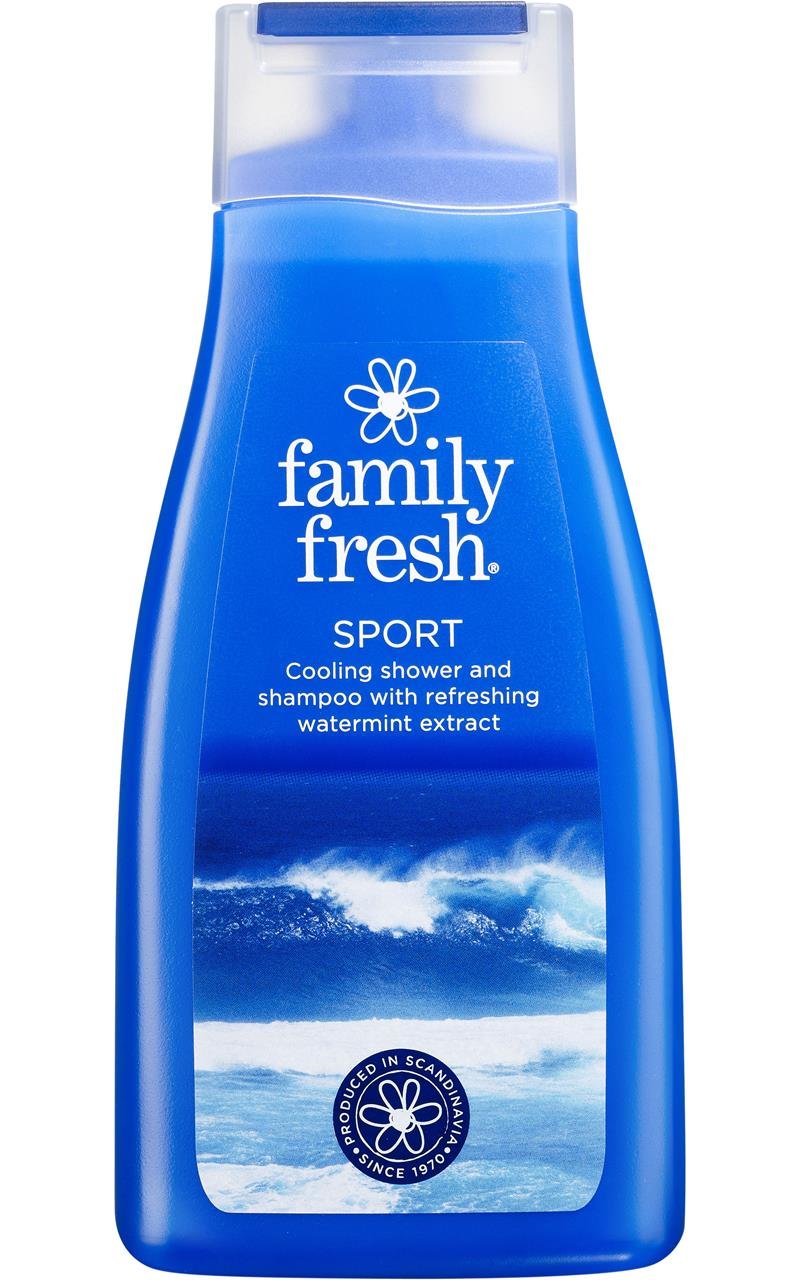 family
fresh®
SPORT
Cooling shower and
shampoo with refreshing
watermint extract
PRODUCED IN SCANDINAVIA
• SINCE 1970 •